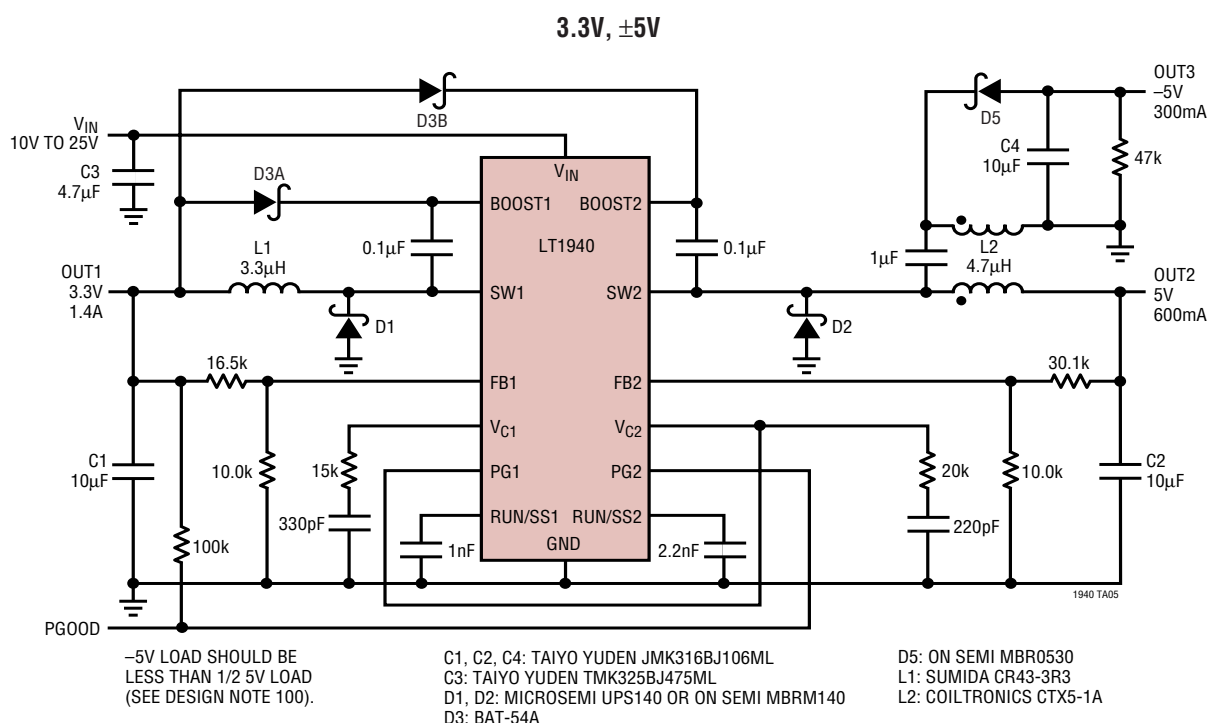 3.3V, ±5V
D3B
VIN
10V TO 25V
C3
4.7µF
D3A
VIN
BOOST1
BOOST2
LT1940
0.1µF
0.1µF
L1
3.3µH
OUT1
3.3V
1.4A
SW1
SW2
D1
D2
D5
C4
10µF
47k
OUT3
–5V
300mA
1µF
L2
4.7µH
OUT2
5V
600mA
16.5k
FB1
FB2
30.1k
VC1
VC2
C1
10µF
10.0k
15k
PG1
PG2
20k
10.0k
C2
10µF
330pF
RUN/SS1
RUN/SS2
220pF
100k
1nF
GND
2.2nF
1940 TA05
PGOOD
–5V LOAD SHOULD BE
LESS THAN 1/2 5V LOAD
(SEE DESIGN NOTE 100).
C1, C2, C4: TAIYO YUDEN JMK316BJ106ML
C3: TAIYO YUDEN TMK325BJ475ML
D1, D2: MICROSEMI UPS140 OR ON SEMI MBRM140
D3: BAT-54A
D5: ON SEMI MBR0530
L1: SUMIDA CR43-3R3
L2: COILTRONICS CTX5-1A